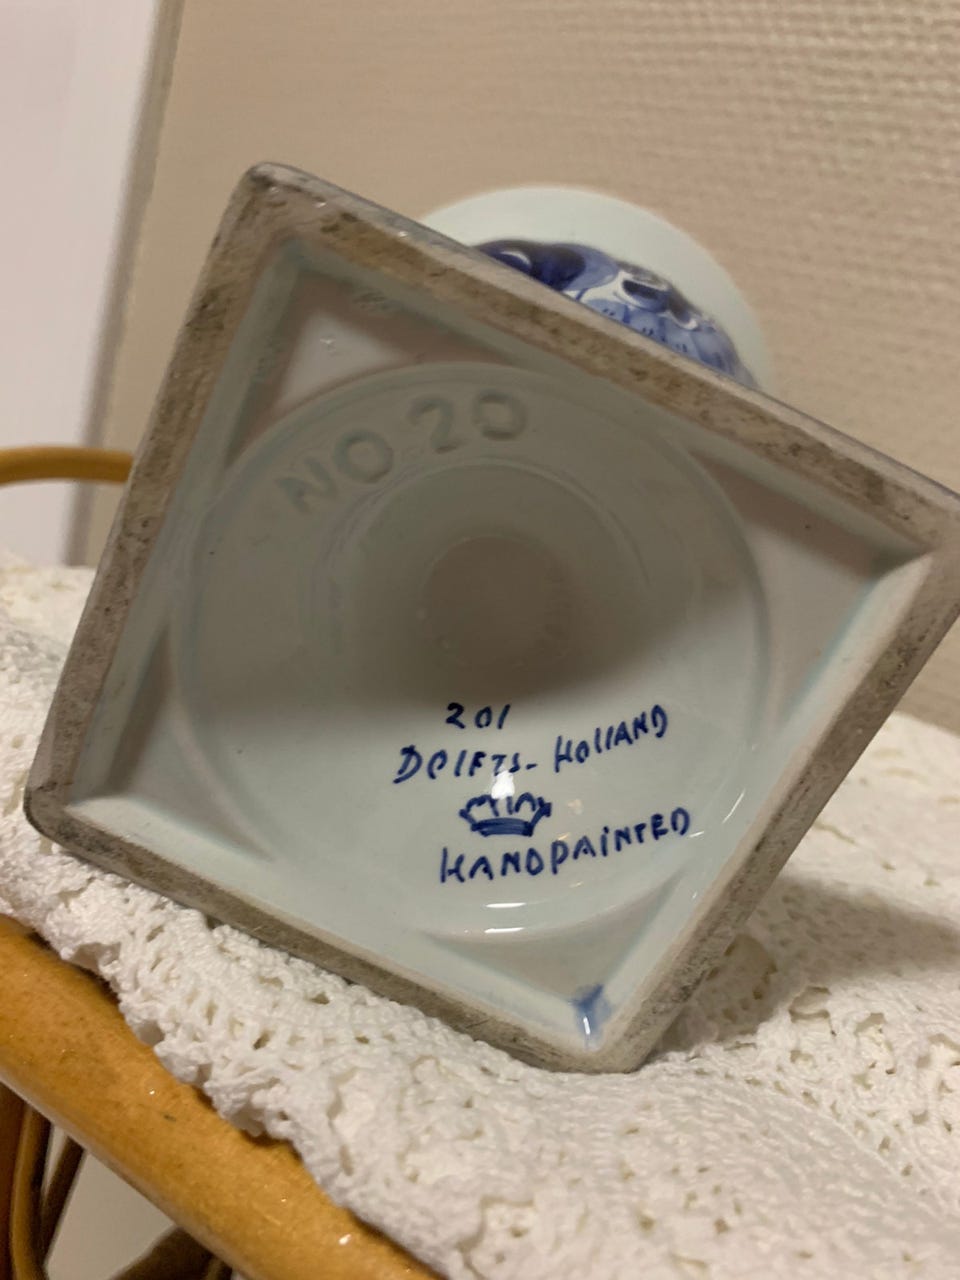 NO 20
201
Delfts-Holland
HANDPAiNTED